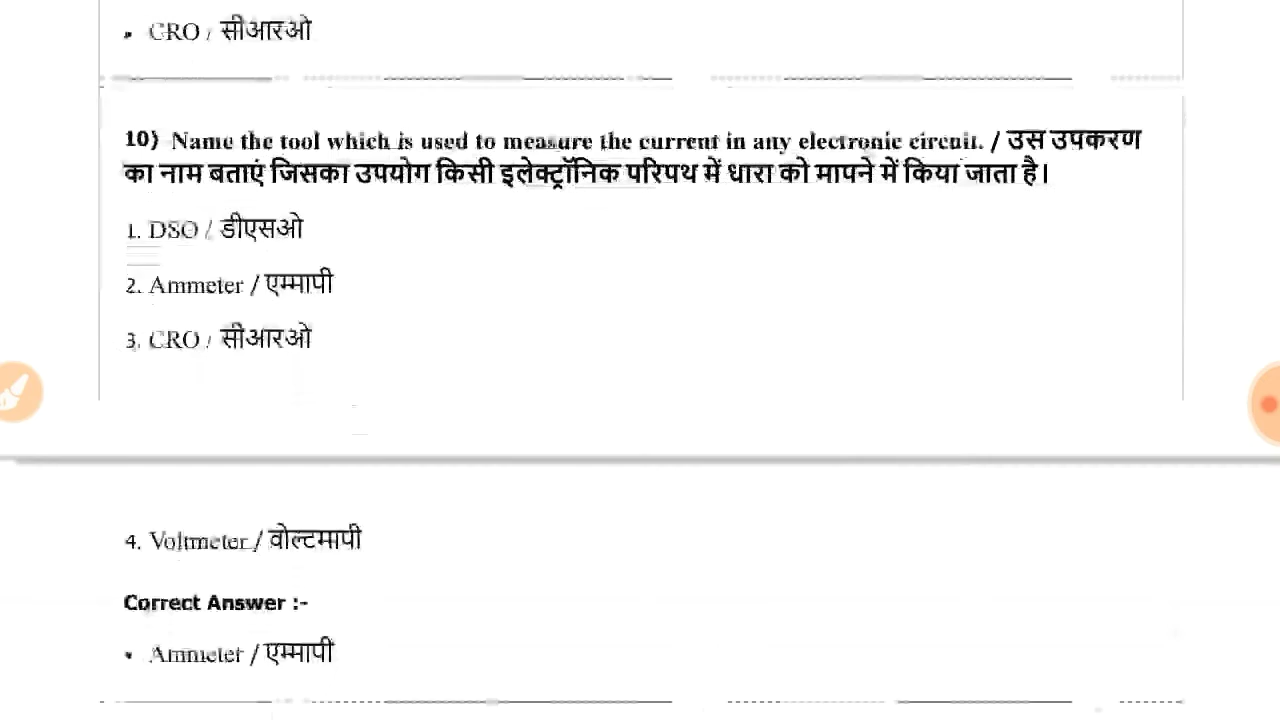 • CRO / सीआरओ
10) Name the tool which is used to measure the current in any electronic circuit. / उस उपकरण
का नाम बताएं जिसका उपयोग किसी इलेक्ट्रॉनिक परिपथ में धारा को मापने में किया जाता है।
1. DSO / डीएसओ
2. Ammeter / एम्मापी
3. CRO / सीआरओ
4. Voltmeter / वोल्टमापी
Correct Answer :-
• Ammeter / एम्मापी